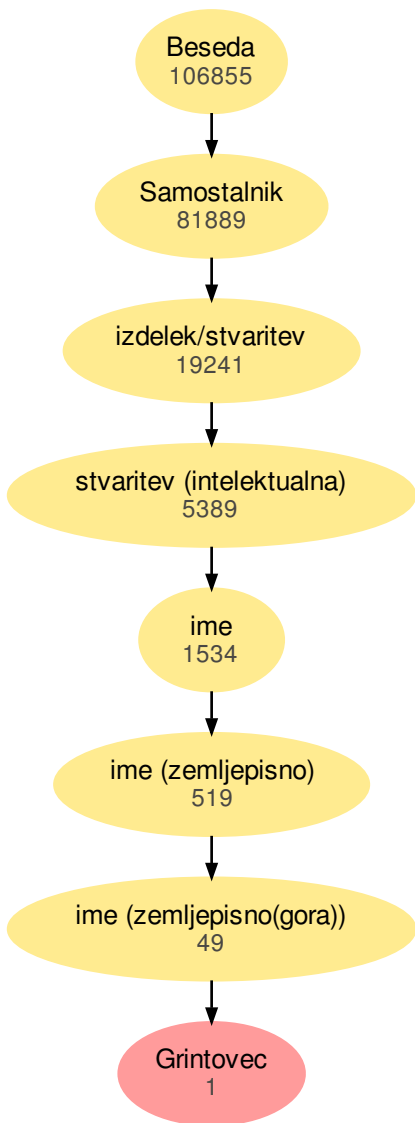 Beseda
106855
Samostalnik
81889
izdelek/stvaritev
19241
stvaritev (intelektualna)
5389
ime
1534
ime (zemljepisno)
519
ime (zemljepisno(gora))
49
Grintovec
1